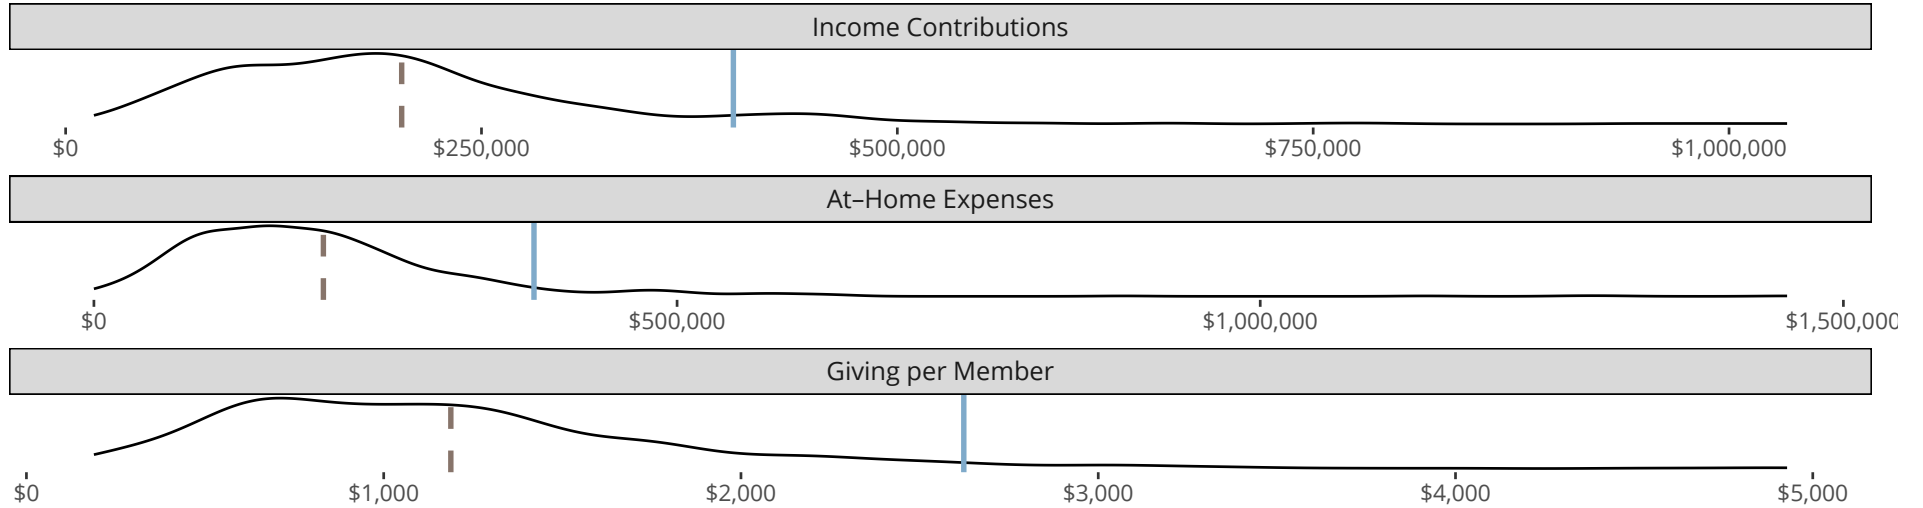 Income Contributions
$0 $250,000 $500,000 $750,000 $1,000,000
At–Home Expenses
$0 $500,000 $1,000,000 $1,500,000
Giving per Member
$0 $1,000 $2,000 $3,000 $4,000 $5,000